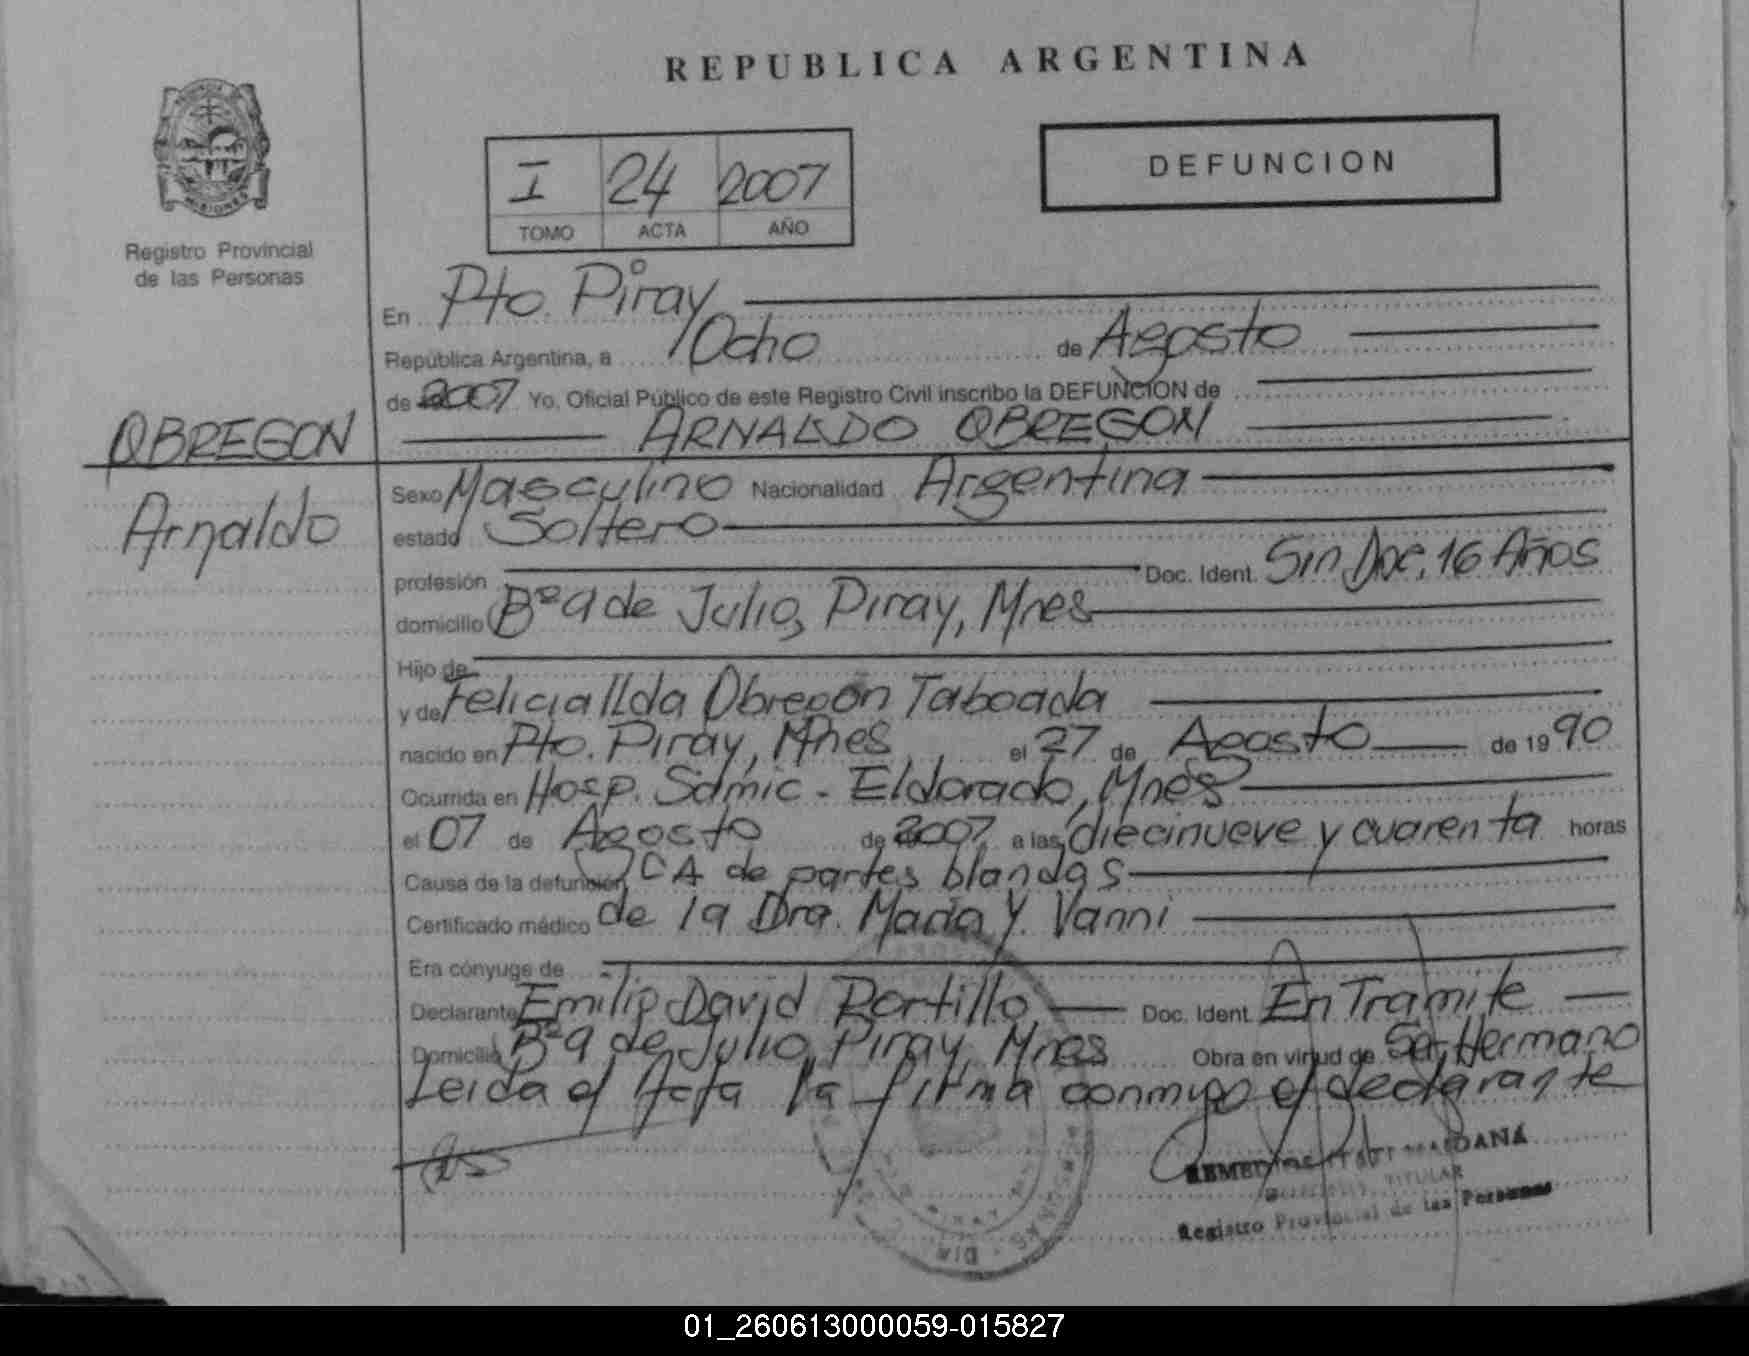 REPUBLICA ARGENTINA
DEFUNCION
I 24 2007
TOMO ACTA AÑO
MISIONES
Registro Provincial
de las Personas
En Pto. Piray
República Argentina, a Ocho de Agosto
de 2007 Yo, Oficial Público de este Registro Civil inscribo la DEFUNCION de
OBREGON
Arnaldo
ARNALDO OBREGON
Sexo Masculino Nacionalidad Argentina
estado Soltero
profesión Doc. Ident. Sin Doc, 16 Años
domicilio Bº 9 de Julio, Piray, Mnes
Hijo de
y de Felicia Ilda Obregón Taboada
nacido en Pto. Piray, Mnes el 27 de Agosto de 1990
Ocurrida en Hosp. Samic - Eldorado, Mnes
el 07 de Agosto de 2007 a las diecinueve y cuarenta horas
Causa de la defunción CA de partes blandas
Certificado médico de la Dra. Maria Y. Vanni
Era cónyuge de
Declarante Emilio David Portillo Doc. Ident. En Tramite
Domicilio Bº 9 de Julio, Piray, Mnes Obra en virtud de Ser Hermano
Leida el Acta la firma conmigo el declarante
TITULAR
Registro Provincial de las Personas
01_260613000059-015827